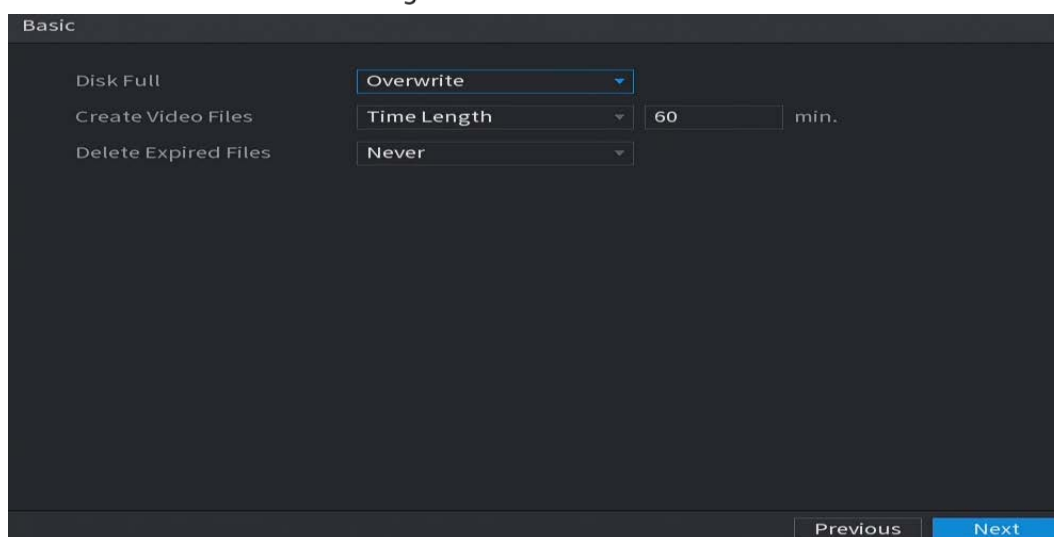 Basic
Disk Full Overwrite
Create Video Files Time Length 60 min.
Delete Expired Files Never
Previous Next